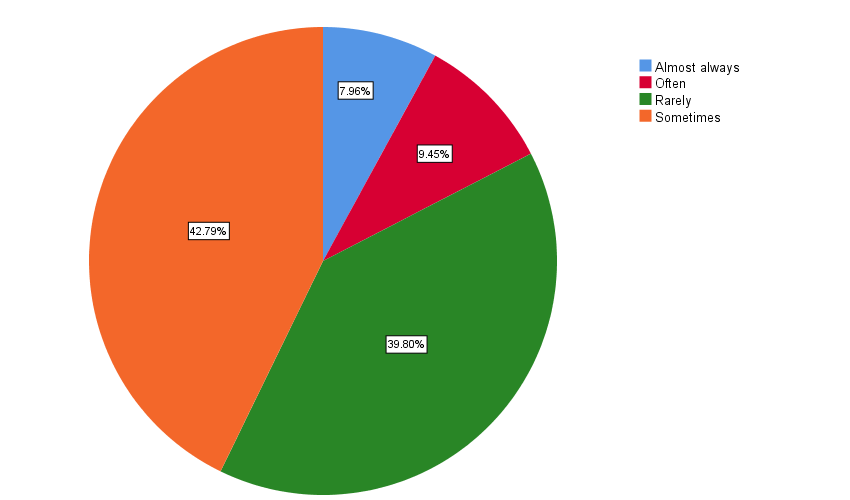 Almost always
Often
Rarely
Sometimes
7.96%
9.45%
42.79%
39.80%